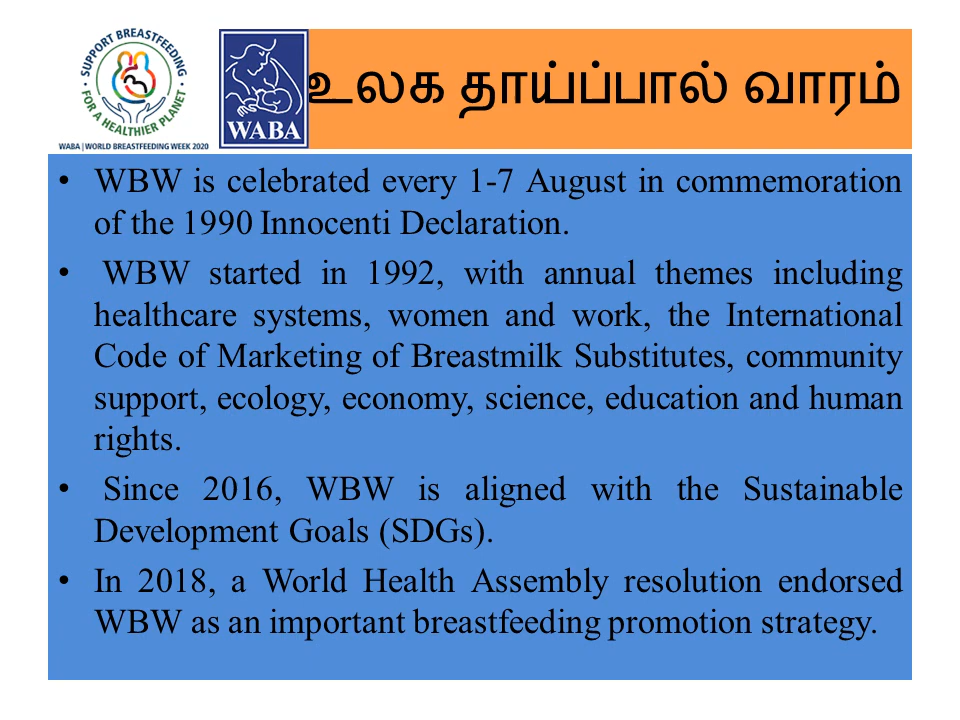 SUPPORT BREASTFEEDING
FOR A HEALTHIER PLANET
WABA | WORLD BREASTFEEDING WEEK 2020
WABA
உலக தாய்ப்பால் வாரம்
• WBW is celebrated every 1-7 August in commemoration
of the 1990 Innocenti Declaration.
• WBW started in 1992, with annual themes including
healthcare systems, women and work, the International
Code of Marketing of Breastmilk Substitutes, community
support, ecology, economy, science, education and human
rights.
• Since 2016, WBW is aligned with the Sustainable
Development Goals (SDGs).
• In 2018, a World Health Assembly resolution endorsed
WBW as an important breastfeeding promotion strategy.